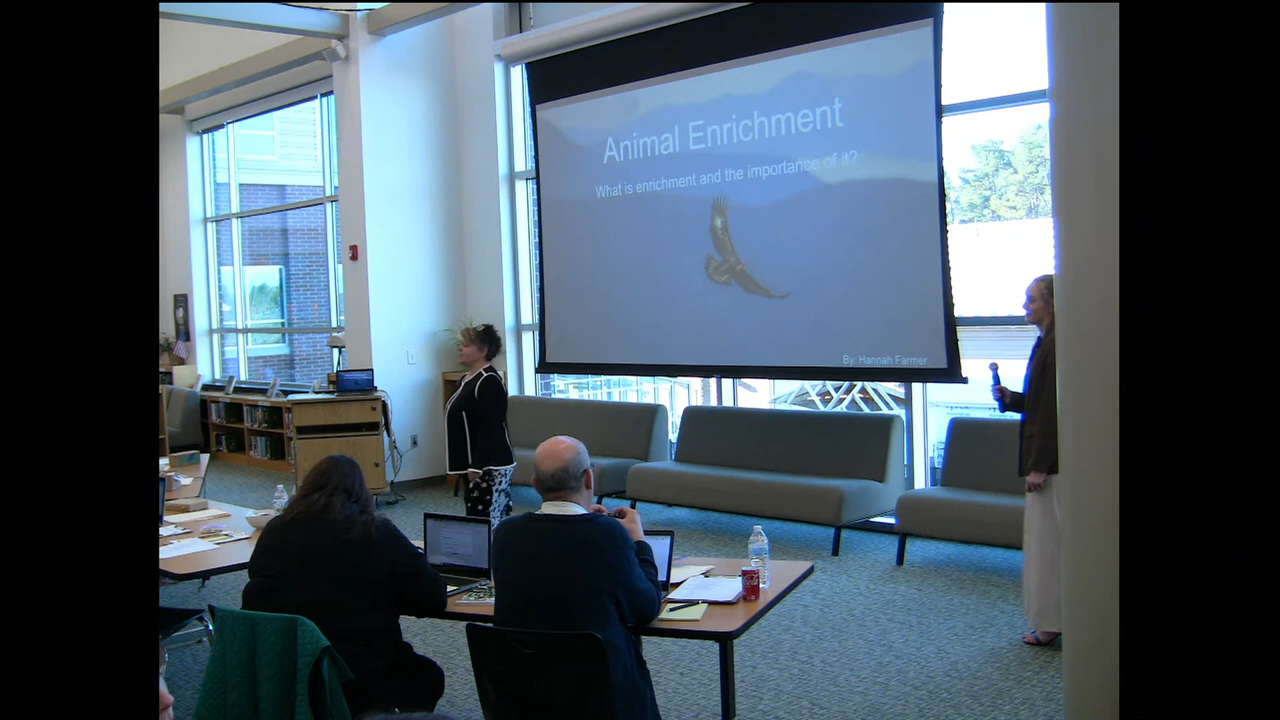 Animal Enrichment
What is enrichment and the importance of it?
By: Hannah Farmer